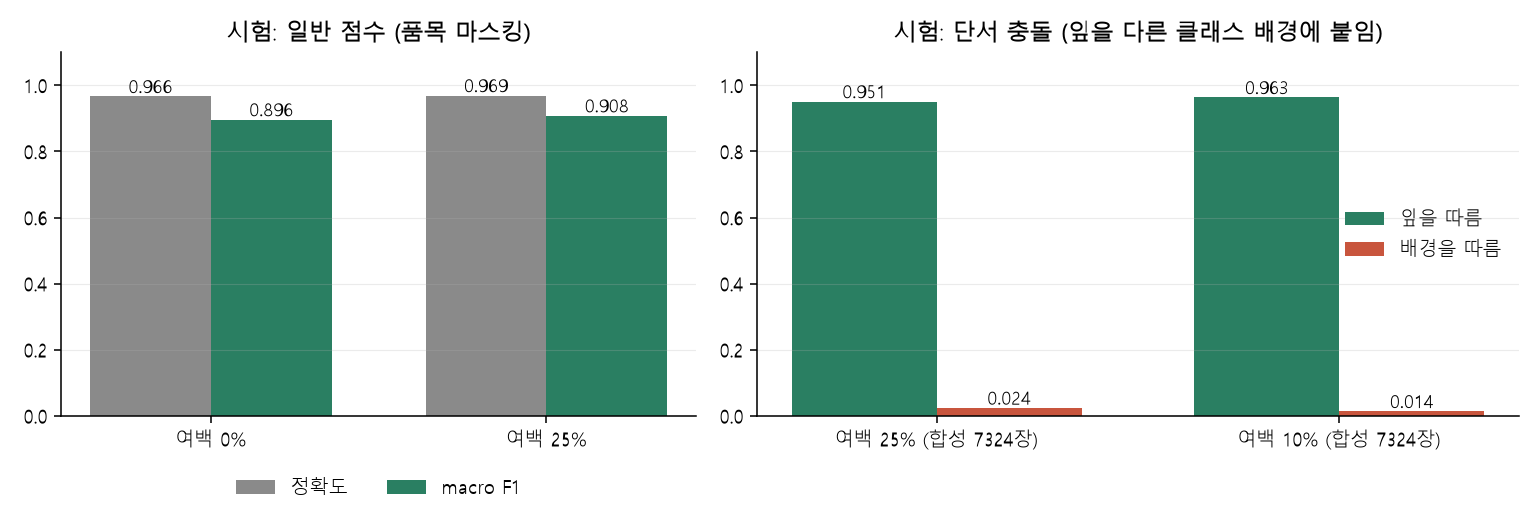 시험: 일반 점수 (품목 마스킹)
1.0
0.8
0.6
0.4
0.2
0.0
0.966
0.896
0.969
0.908
여백 0%
여백 25%
정확도
macro F1
시험: 단서 충돌 (잎을 다른 클래스 배경에 붙임)
1.0
0.8
0.6
0.4
0.2
0.0
0.951
0.024
0.963
0.014
잎을 따름
배경을 따름
여백 25% (합성 7324장)
여백 10% (합성 7324장)